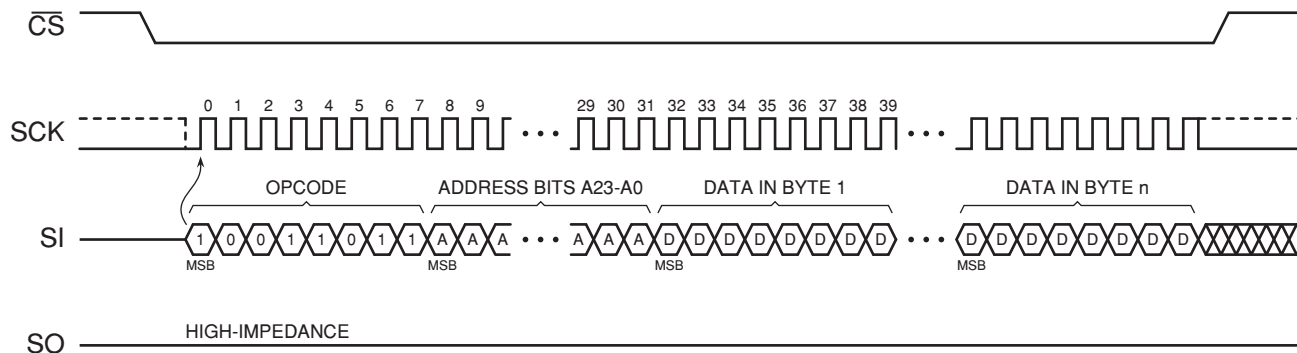 CS
0 1 2 3 4 5 6 7 8 9 29 30 31 32 33 34 35 36 37 38 39
SCK
OPCODE ADDRESS BITS A23-A0 DATA IN BYTE 1 DATA IN BYTE n
SI 1 0 0 1 1 0 1 1 A A A A A A D D D D D D D D D D D D D D D D
MSB MSB MSB MSB
HIGH-IMPEDANCE
SO